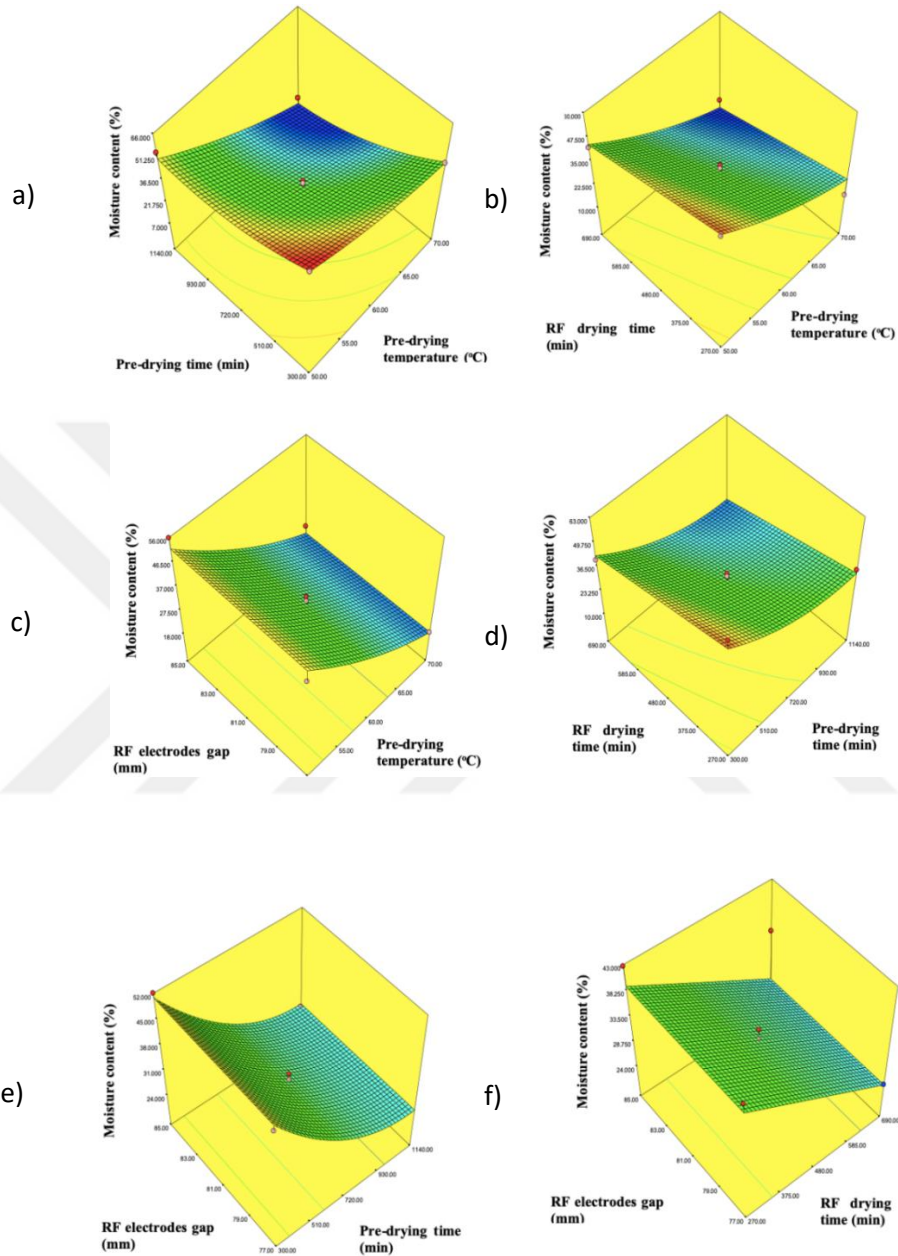 a)
Moisture content (%)
66.000
51.250
36.500
21.750
7.000
1140.00
930.00
720.00
510.00
300.00
50.00
55.00
60.00
65.00
70.00
Pre-drying time (min)
Pre-drying
temperature (°C)
b)
Moisture content (%)
47.500
35.000
22.500
10.000
690.00
585.00
480.00
375.00
270.00
50.00
55.00
60.00
65.00
70.00
RF drying time
(min)
Pre-drying
temperature (°C)
c)
Moisture content (%)
56.000
46.500
37.000
27.500
18.000
85.00
83.00
81.00
79.00
55.00
60.00
65.00
70.00
RF electrodes gap
(mm)
Pre-drying
temperature (°C)
d)
Moisture content (%)
63.000
49.750
36.500
23.250
10.000
690.00
585.00
480.00
375.00
270.00
300.00
510.00
720.00
930.00
1140.00
RF drying
time (min)
Pre-drying
time (min)
e)
Moisture content (%)
52.000
45.000
38.000
31.000
24.000
85.00
83.00
81.00
79.00
77.00
300.00
510.00
720.00
930.00
1140.00
RF electrodes gap
(mm)
Pre-drying time
(min)
f)
Moisture content (%)
43.000
38.250
33.500
28.750
24.000
85.00
83.00
81.00
79.00
77.00
270.00
375.00
480.00
585.00
690.00
RF electrodes gap
(mm)
RF drying
time (min)